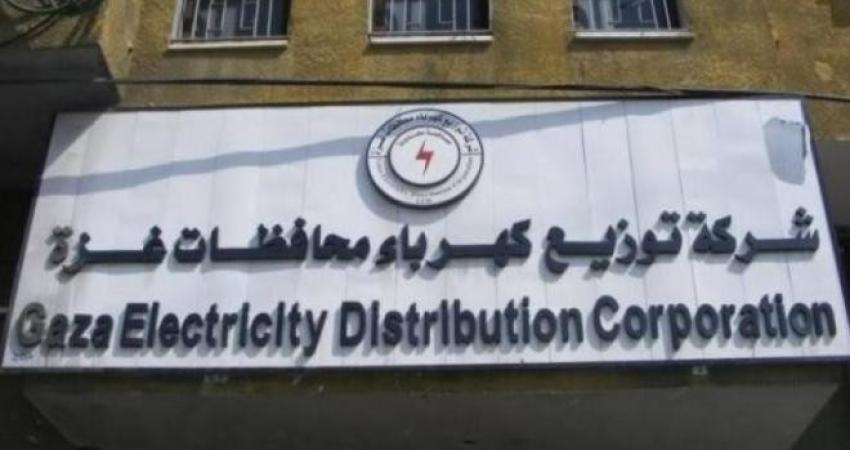 شركة توزيع كهرباء محافظات غزة
Gaza Electricity Distribution Corporation